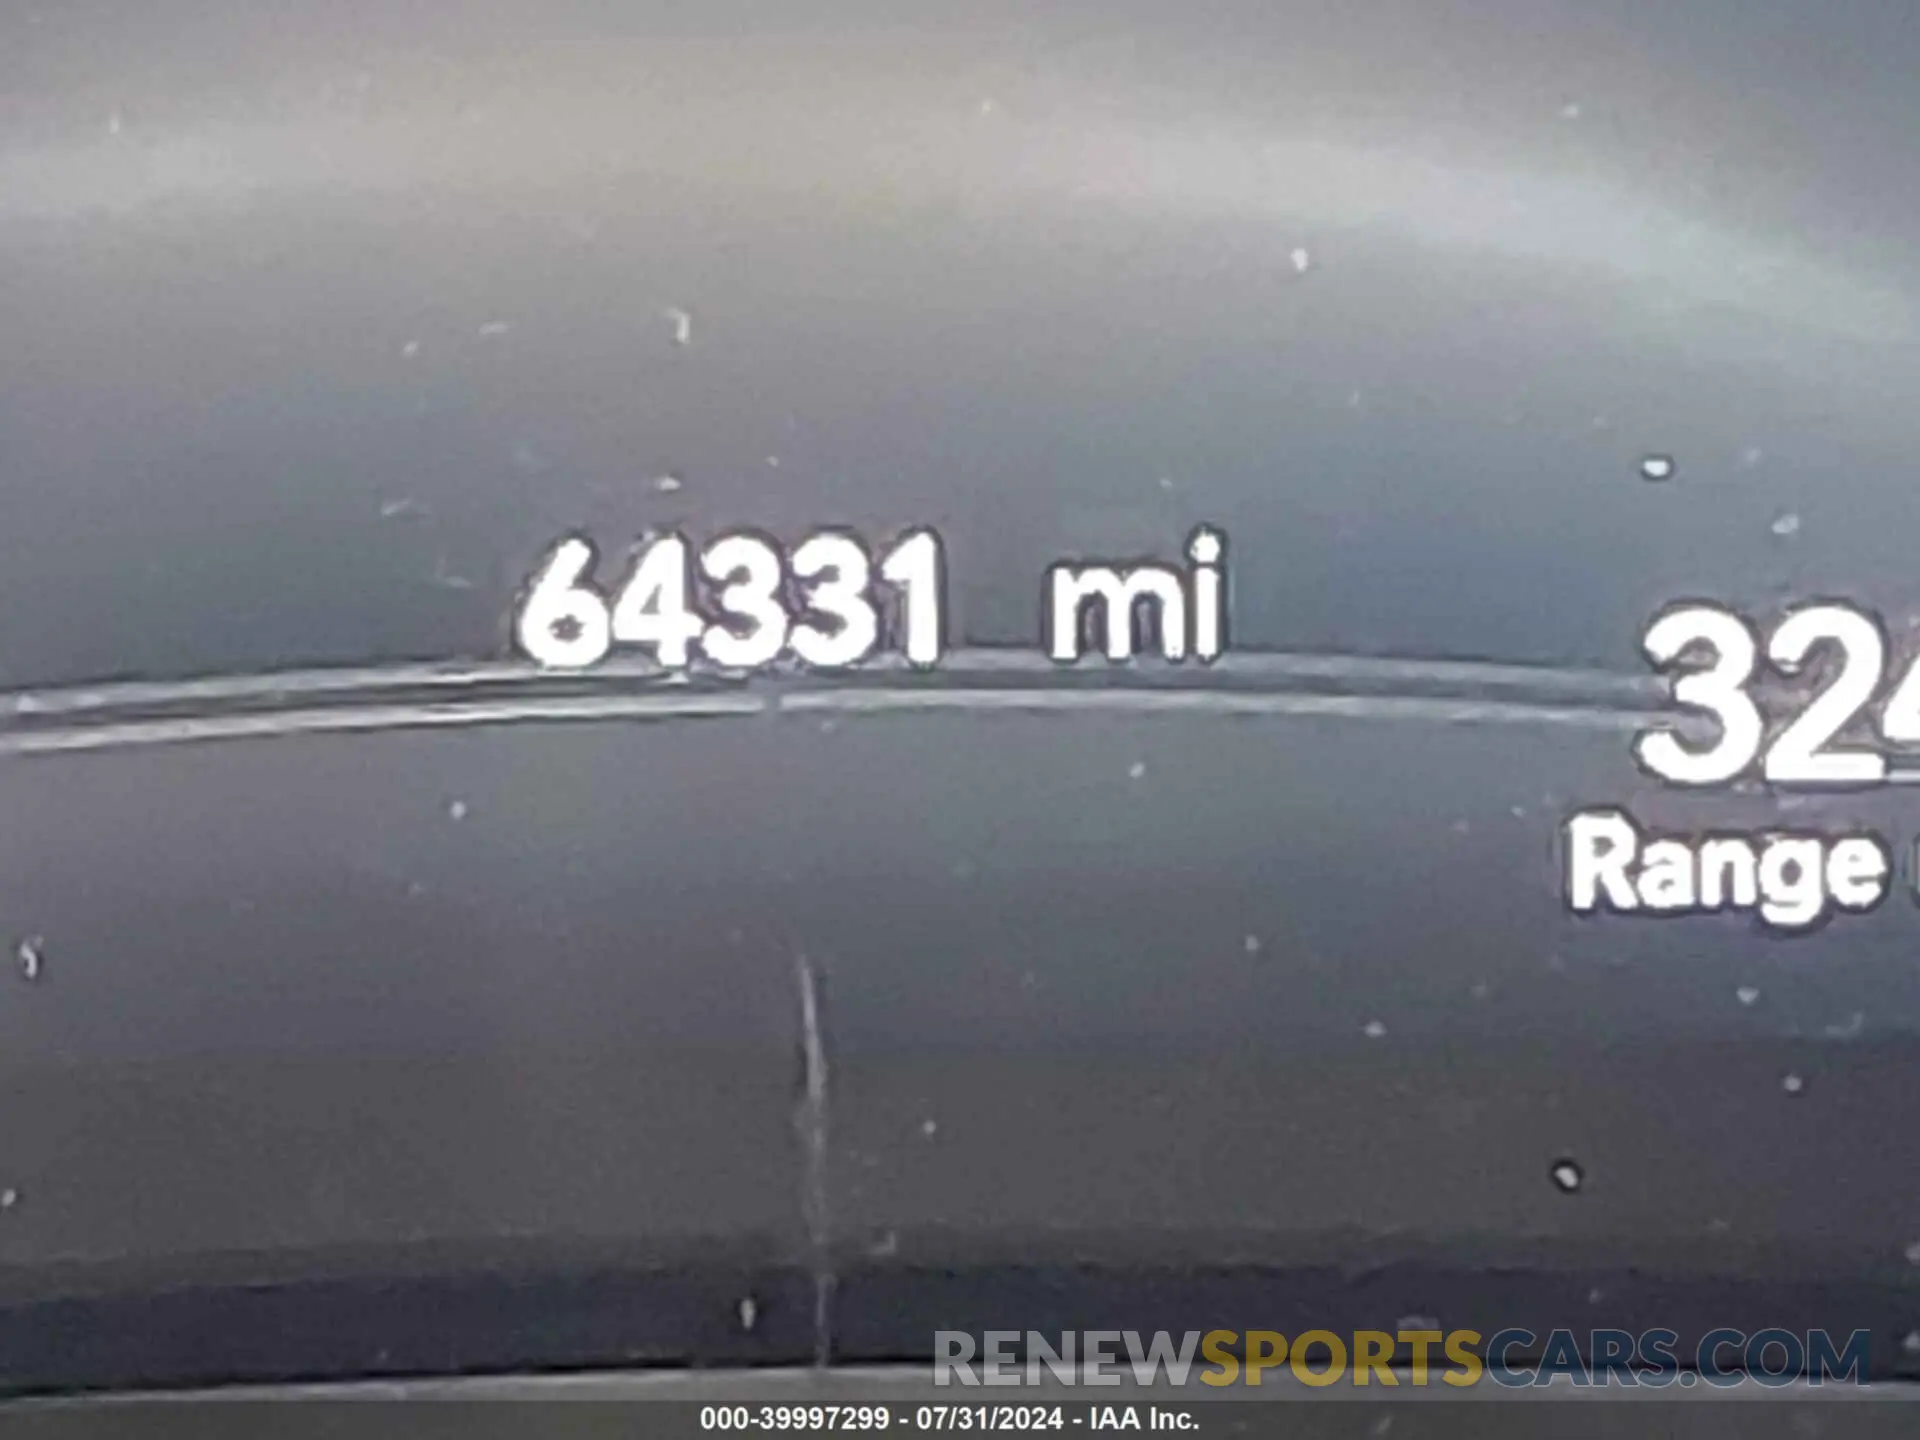 64331 mi
32
Range
RENEWSPORTSCARS.COM
000-39997299 - 07/31/2024 - IAA Inc.